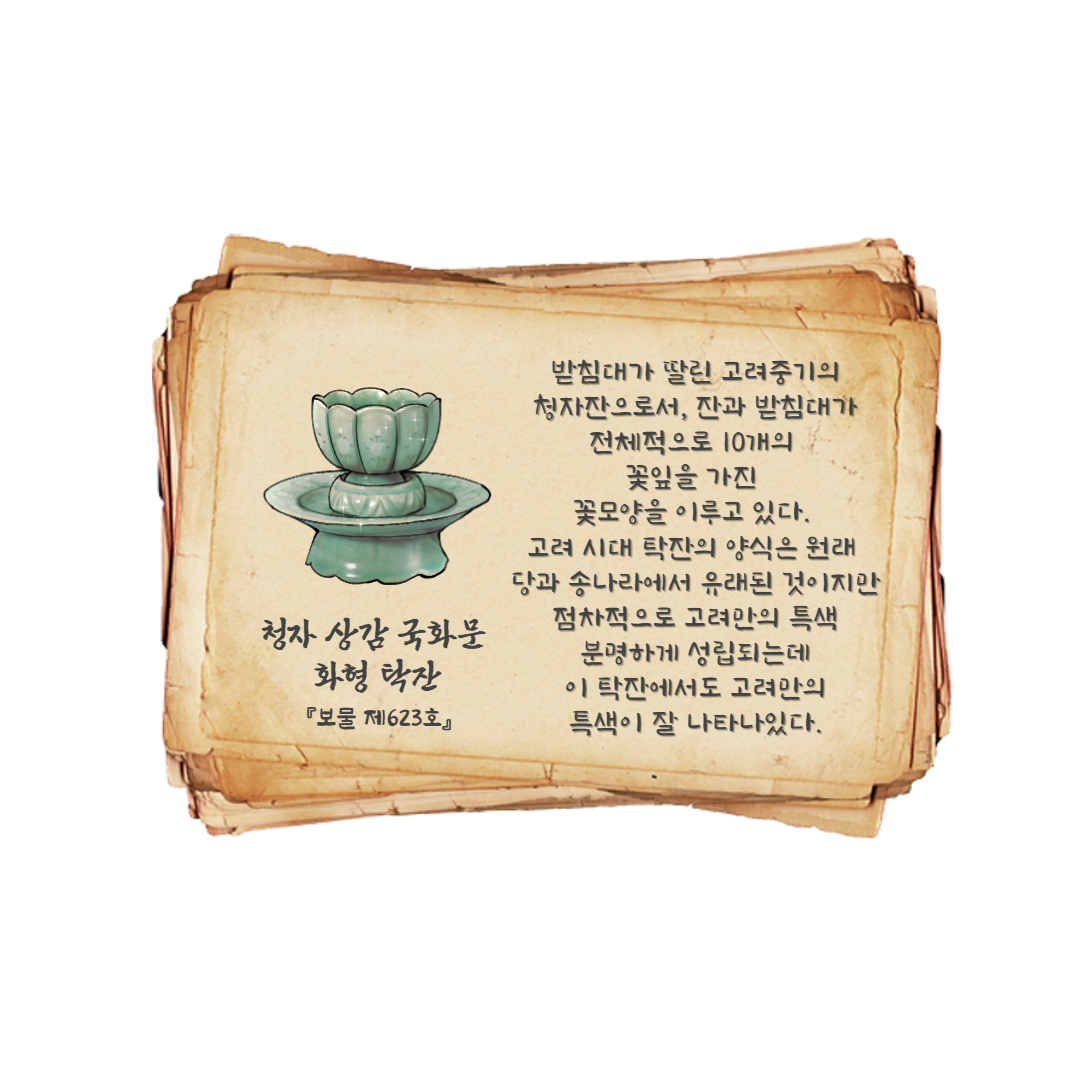 청자 상감 국화문
화형 탁잔
『보물 제623호』
받침대가 딸린 고려중기의
청자잔으로서, 잔과 받침대가
전체적으로 10개의
꽃잎을 가진
꽃모양을 이루고 있다.
고려 시대 탁잔의 양식은 원래
당과 송나라에서 유래된 것이지만
점차적으로 고려만의 특색
분명하게 성립되는데
이 탁잔에서도 고려만의
특색이 잘 나타나있다.